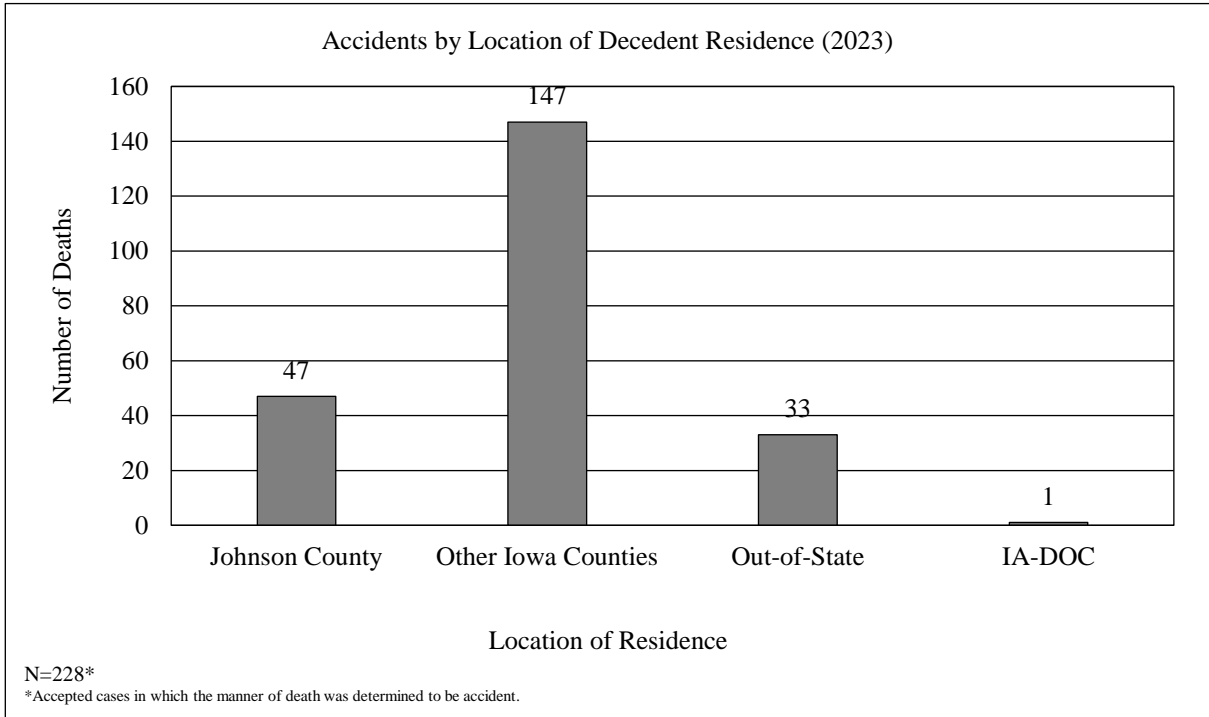 Accidents by Location of Decedent Residence (2023)
Number of Deaths
160
140
120
100
80
60
40
20
0
47
147
33
1
Johnson County
Other Iowa Counties
Out-of-State
IA-DOC
Location of Residence
N=228*
*Accepted cases in which the manner of death was determined to be accident.